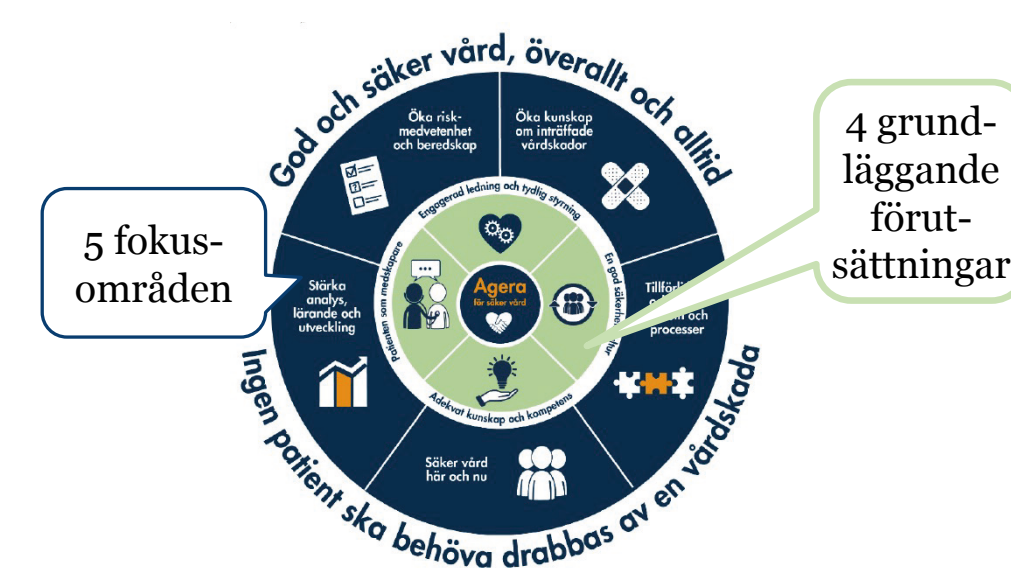 God och säker vård, överallt och alltid
Öka risk-
medvetenhet
och beredskap
Öka kunskap
om inträffade
vårdskador
4 grund-
läggande
förut-
sättningar
5 fokus-
områden
Engagerad ledning och tydlig styrning
Patienten som medskapare
En god
Agera
för säker vård
Stärka
analys,
lärande och
utveckling
och
processer
Adekvat kunskap och kompetens
Säker vård
här och nu
Ingen patient ska behöva drabbas av en vårdskada